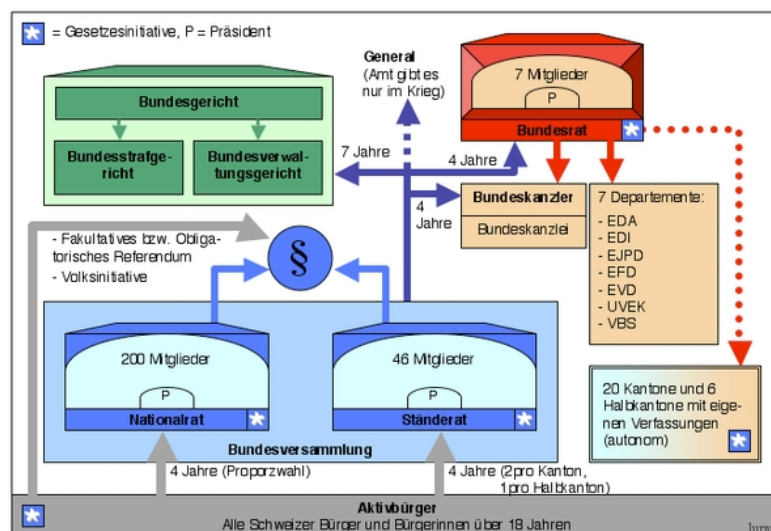 = Gesetzesinitiative, P = Präsident
General
(Amt gibt es
nur im Krieg)
7 Mitglieder
P
Bundesrat
Bundesgericht
Bundesstrafge-
richt
Bundesverwal-
tungsgericht
7 Jahre
4 Jahre
4
Jahre
Bundeskanzler
Bundeskanzlei
7 Departemente:
- EDA
- EDI
- EJPD
- EFD
- EVD
- UVEK
- VBS
- Fakultatives bzw. Obliga-
torisches Referendum
- Volksinitiative
§
200 Mitglieder
P
Nationalrat
46 Mitglieder
P
Ständerat
Bundesversammlung
20 Kantone und 6
Halbkantone mit eige-
nen Verfassungen
(autonom)
4 Jahre (Proporzwahl)
4 Jahre (2 pro Kanton,
1 pro Halbkanton)
Aktivbürger
Alle Schweizer Bürger und Bürgerinnen über 18 Jahren